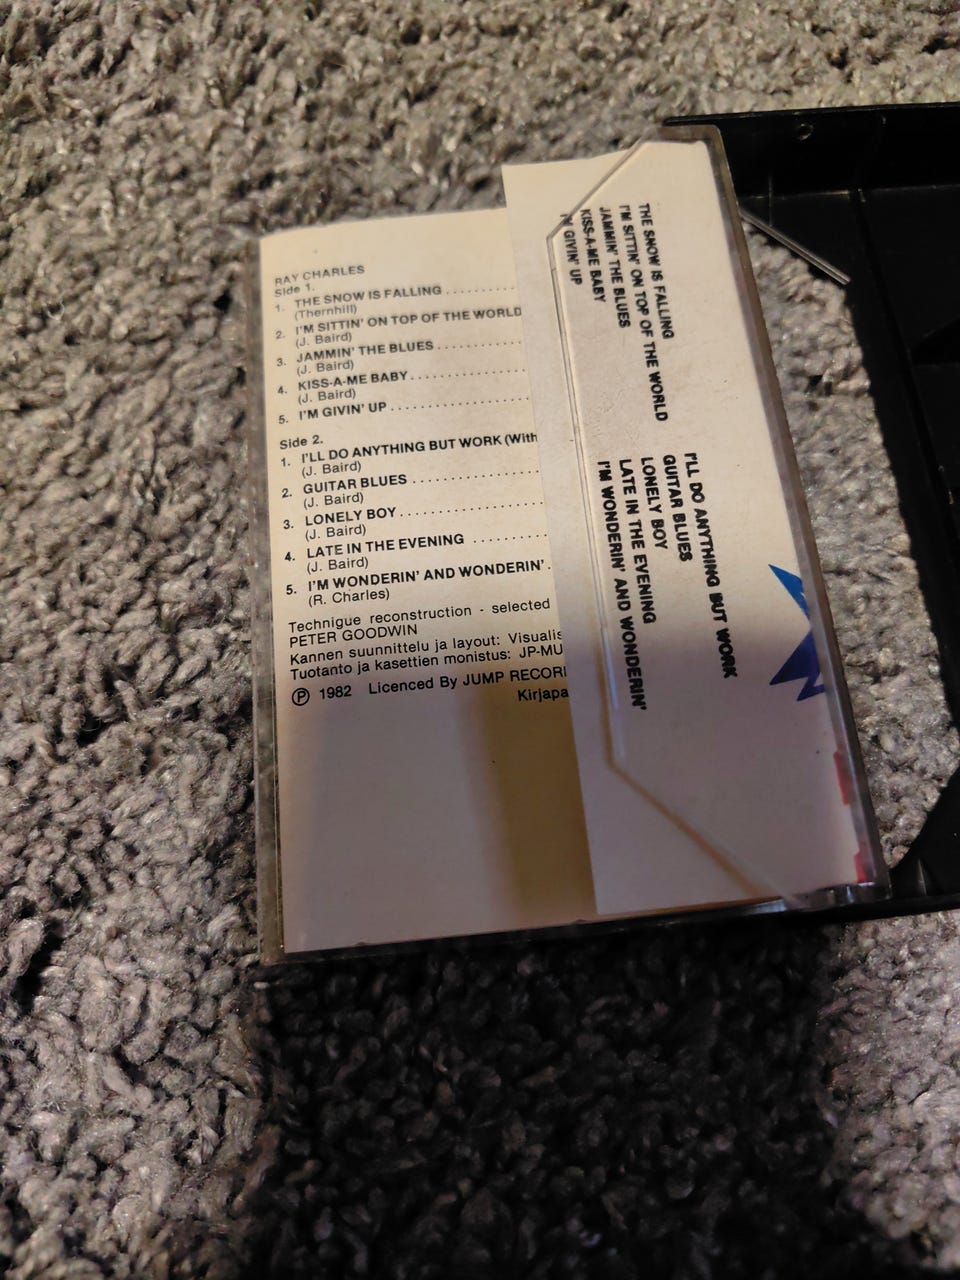 RAY CHARLES
Side 1.
1. THE SNOW IS FALLING ..........
(Thernhill)
2. I'M SITTIN' ON TOP OF THE WORLD
(J. Baird)
3. JAMMIN' THE BLUES ..........
(J. Baird)
4. KISS-A-ME BABY ..........
(J. Baird)
5. I'M GIVIN' UP ..........
Side 2.
1. I'LL DO ANYTHING BUT WORK (With
(J. Baird)
2. GUITAR BLUES ..........
(J. Baird)
3. LONELY BOY ..........
(J. Baird)
4. LATE IN THE EVENING ..........
(J. Baird)
5. I'M WONDERIN' AND WONDERIN' .
(R. Charles)
Technigue reconstruction - selected
PETER GOODWIN
Kannen suunnittelu ja layout: Visualis
Tuotanto ja kasettien monistus: JP-MU
Ⓟ 1982 Licenced By JUMP RECOR
Kirjapa
THE SNOW IS FALLING
I'M SITTIN' ON TOP OF THE WORLD
JAMMIN' THE BLUES
KISS-A-ME BABY
I'M GIVIN' UP
I'LL DO ANYTHING BUT WORK
GUITAR BLUES
LONELY BOY
LATE IN THE EVENING
I'M WONDERIN' AND WONDERIN'